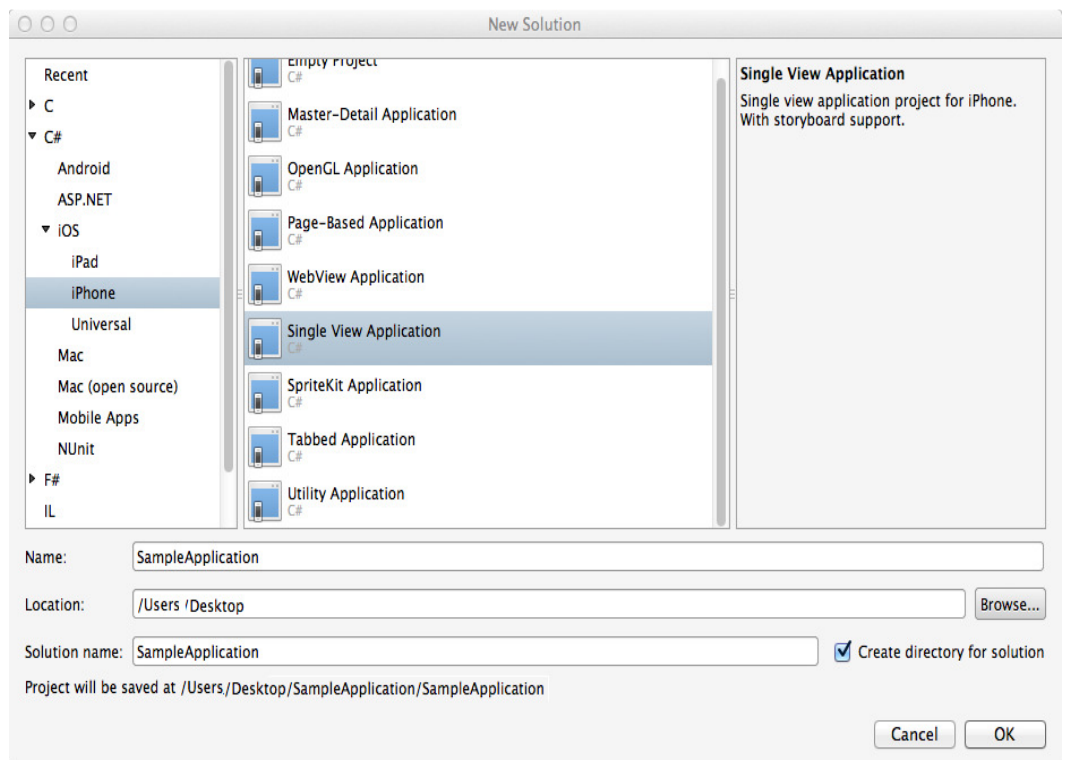 New Solution
Recent
C
C#
Android
ASP.NET
iOS
iPad
iPhone
Universal
Mac
Mac (open source)
Mobile Apps
NUnit
F#
IL
Empty Project
C#
Master-Detail Application
C#
OpenGL Application
C#
Page-Based Application
C#
WebView Application
C#
Single View Application
C#
SpriteKit Application
C#
Tabbed Application
C#
Utility Application
C#
Single View Application
Single view application project for iPhone.
With storyboard support.
Name: SampleApplication
Location: /Users /Desktop Browse...
Solution name: SampleApplication Create directory for solution
Project will be saved at /Users/Desktop/SampleApplication/SampleApplication
Cancel OK